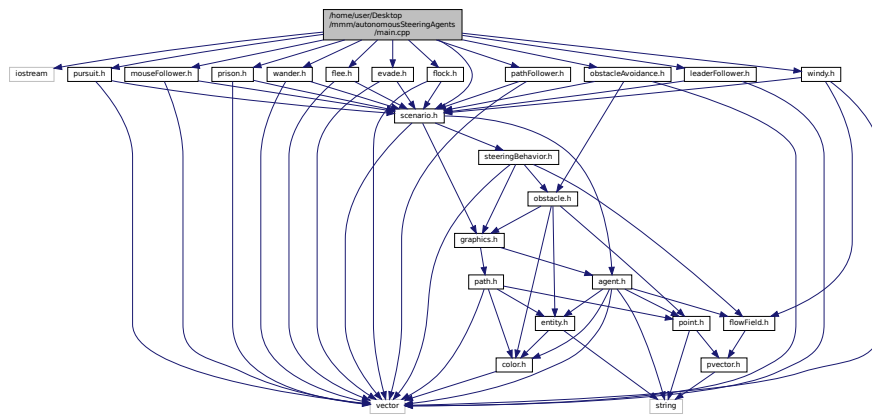 /home/user/Desktop
/mmm/autonomousSteeringAgents
/main.cpp
iostream
pursuit.h
mouseFollower.h
prison.h
wander.h
flee.h
evade.h
flock.h
pathFollower.h
obstacleAvoidance.h
leaderFollower.h
windy.h
scenario.h
steeringBehavior.h
obstacle.h
graphics.h
path.h
agent.h
entity.h
point.h
flowField.h
color.h
pvector.h
vector
string